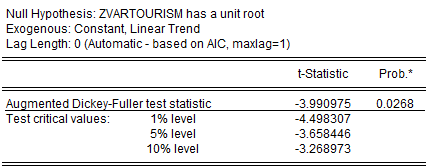 Null Hypothesis: ZVARTOURISM has a unit root
Exogenous: Constant, Linear Trend
Lag Length: 0 (Automatic - based on AIC, maxlag=1)
t-Statistic Prob.*
Augmented Dickey-Fuller test statistic -3.990975 0.0268
Test critical values: 1% level -4.498307
5% level -3.658446
10% level -3.268973